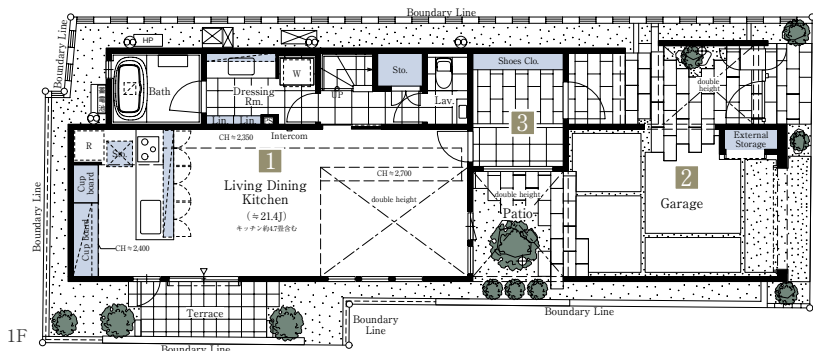 Boundary Line
Boundary Line
HP
Bath
Dressing
Rm.
W
UP
Sto.
Lav.
Shoes Clo.
double
height
Lin.
Lin.
Intercom
External
Storage
R
CH≒2,350
1
Living Dining
Kitchen
(≒21.4J)
キッチン約4.7畳含む
CH≒2,700
double height
3
2
Garage
double height
Patio
Cup
board
Cup Board
CH≒2,400
Boundary Line
Terrace
Boundary Line
Boundary
Line
Boundary Line
1F